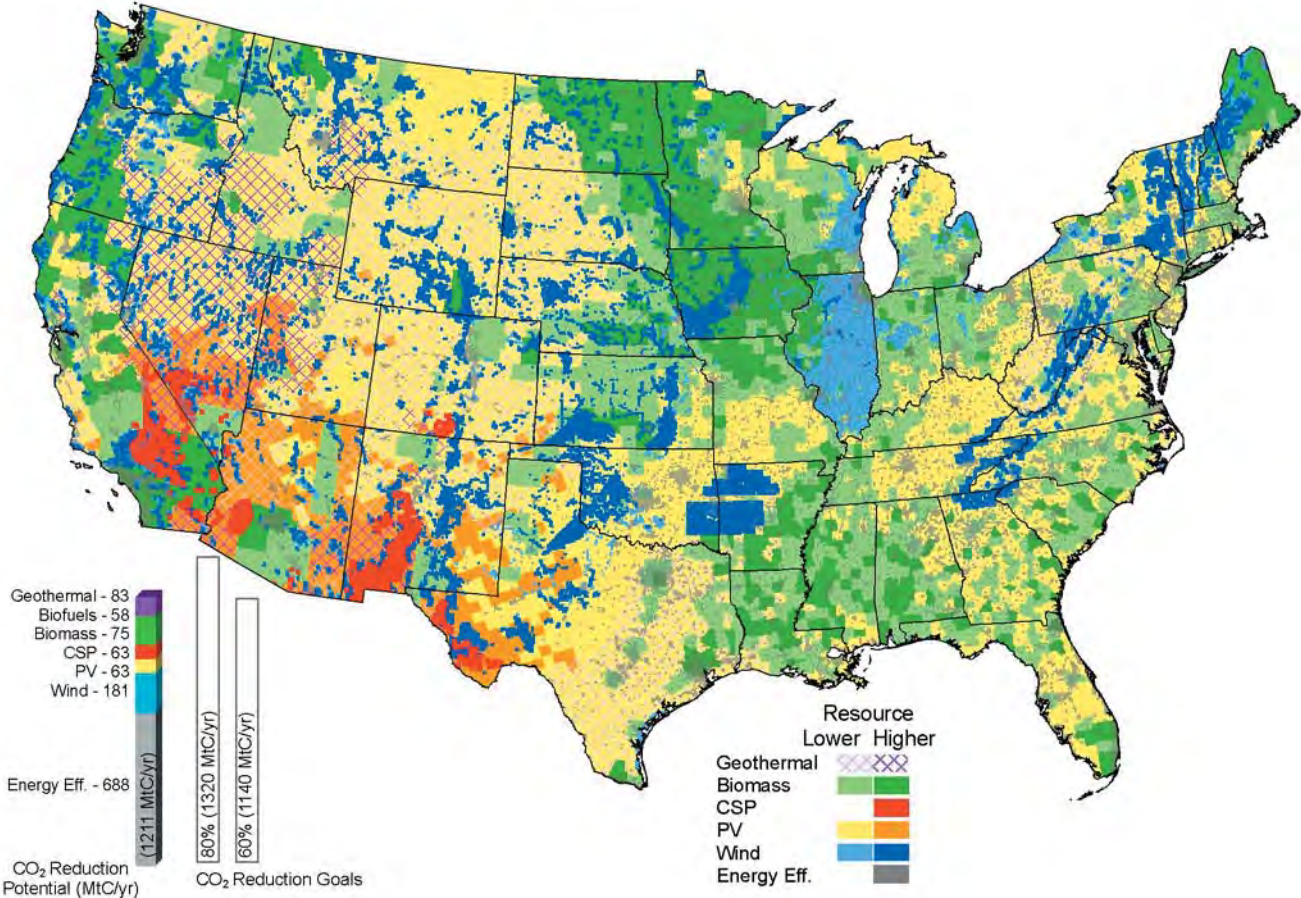 Geothermal - 83
Biofuels - 58
Biomass - 75
CSP - 63
PV - 63
Wind - 181
Energy Eff. - 688
CO₂ Reduction
Potential (MtC/yr)
(1211 MtC/yr)
80% (1320 MtC/yr)
60% (1140 MtC/yr)
CO₂ Reduction Goals
Resource
Lower Higher
Geothermal
Biomass
CSP
PV
Wind
Energy Eff.